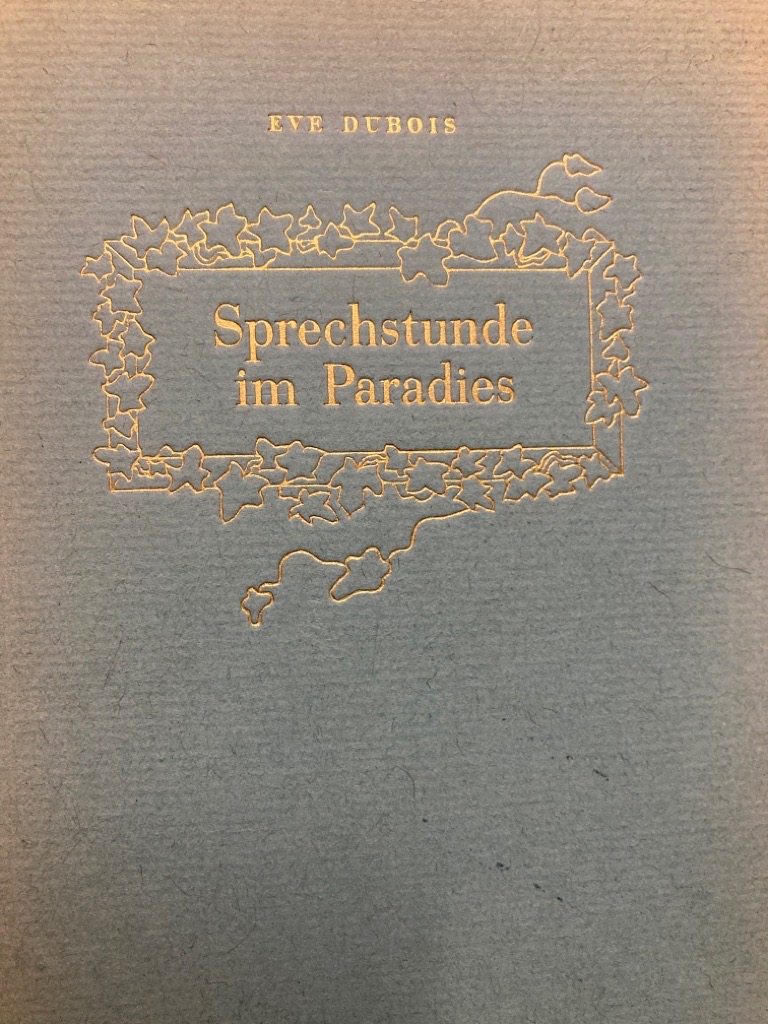 EVE DUBOIS
Sprechstunde
im Paradies